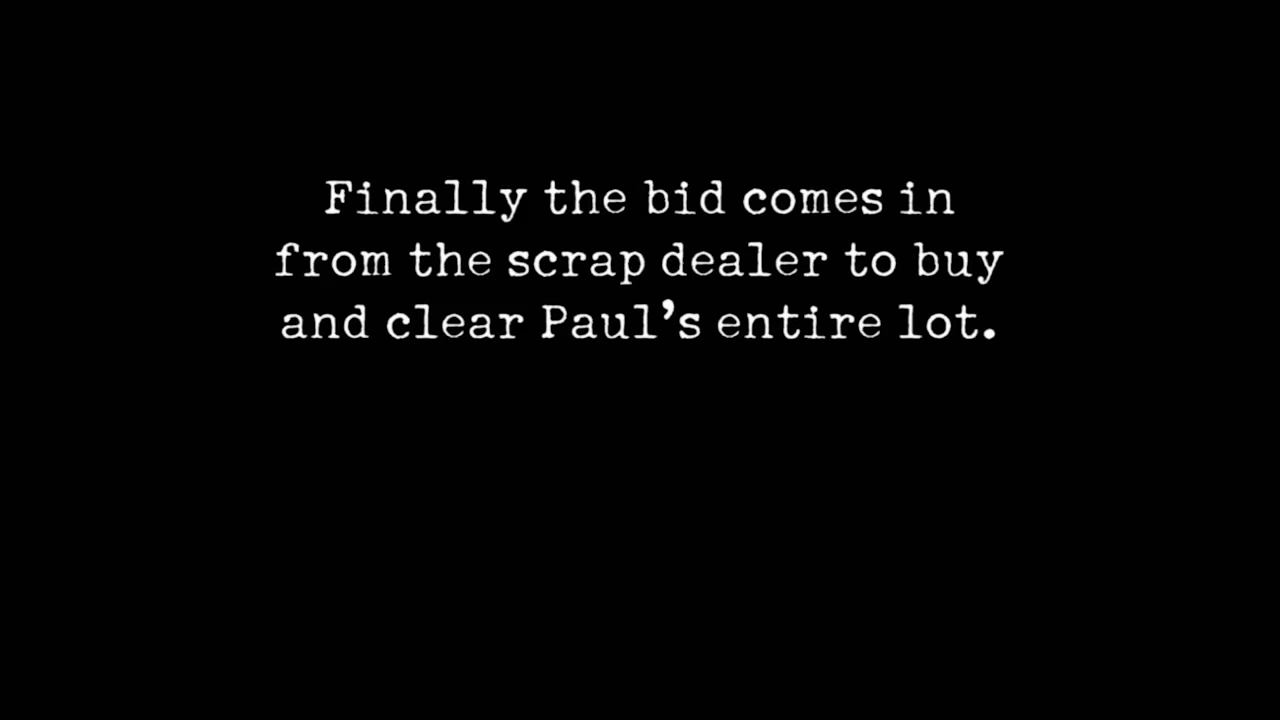 Finally the bid comes in
from the scrap dealer to buy
and clear Paul’s entire lot.